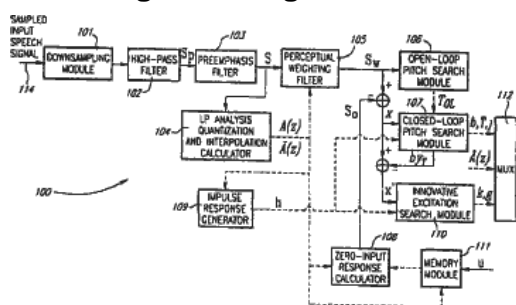 SAMPLED
INPUT
SPEECH
SIGNAL
114
101
DOWNSAMPLING
MODULE
HIGH-PASS
FILTER
102
Sp
103
PREEMPHASIS
FILTER
S
105
PERCEPTUAL
WEIGHTING
FILTER
Sw
106
OPEN-LOOP
PITCH SEARCH
MODULE
TOL
So
+
-
x
107
CLOSED-LOOP
PITCH SEARCH
MODULE
b, T, j
112
MUX
104
LP ANALYSIS
QUANTIZATION
AND INTERPOLATION
CALCULATOR
A(z)
Â(z)
+
-
byT
Â(z)
100
109
IMPULSE
RESPONSE
GENERATOR
h
x'
INNOVATIVE
EXCITATION
SEARCH MODULE
110
k,g
108
ZERO-INPUT
RESPONSE
CALCULATOR
111
MEMORY
MODULE
u